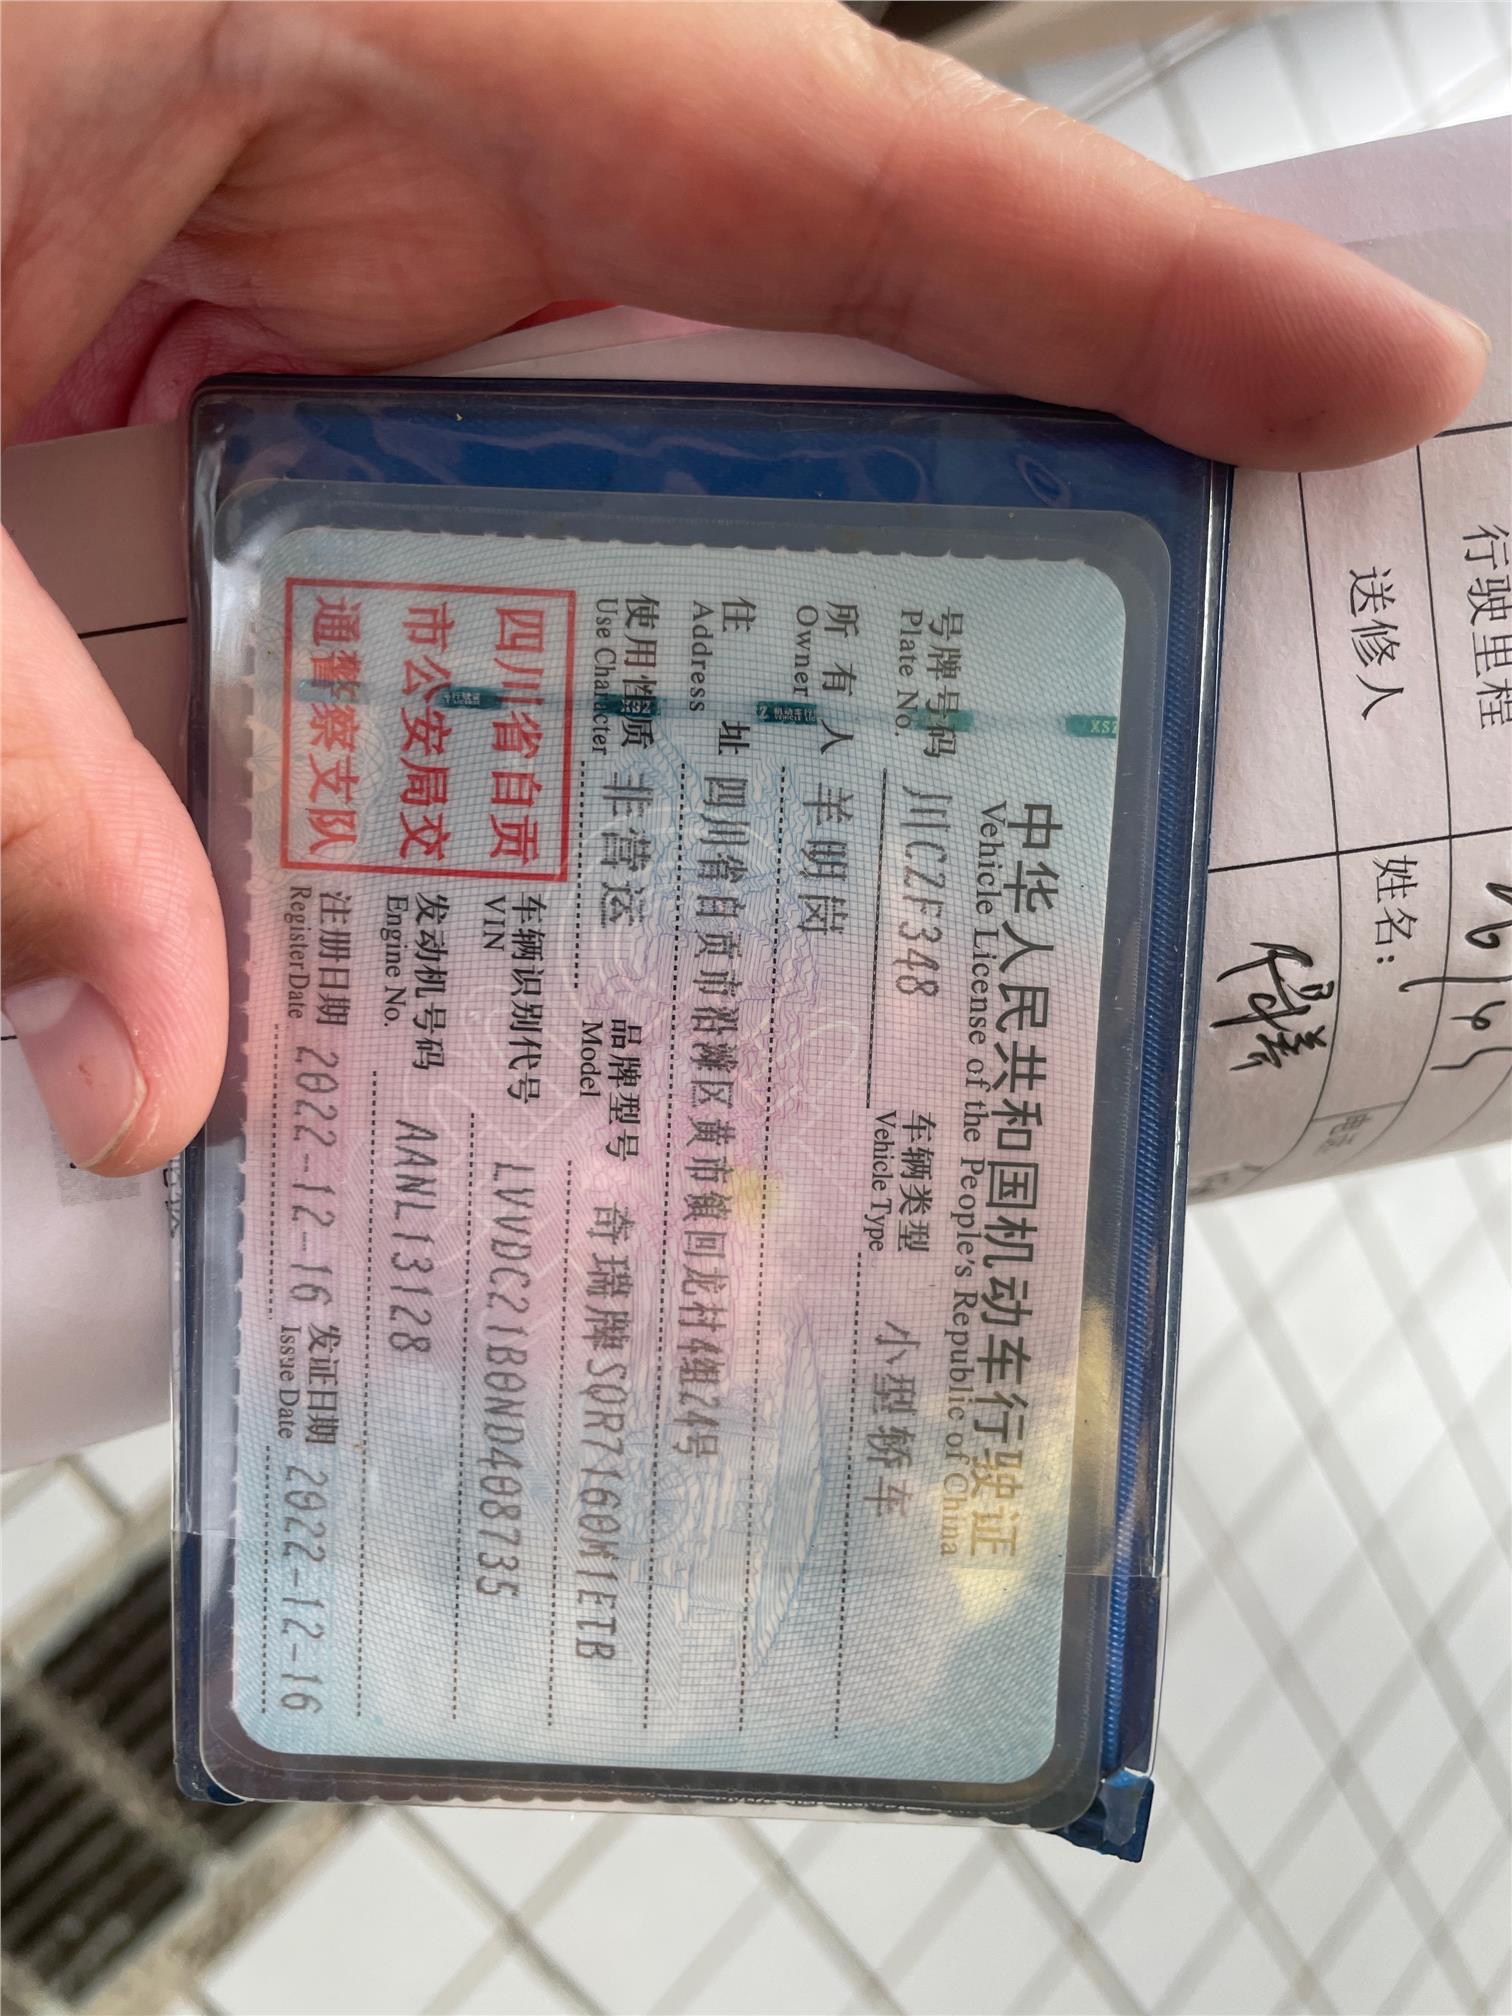 中华人民共和国机动车行驶证
Vehicle License of the People's Republic of China
号牌号码 川C2F348 车辆类型 小型轿车
Plate No. Vehicle Type
所有人 羊明岗
Owner
住址 四川省自贡市沿滩区黄市镇回龙村4组24号
Address
使用性质 非营运 品牌型号 奇瑞牌SQR7160M1ETB
Use Character Model
四川省自贡
市公安局交
通警察支队
车辆识别代号 LVVDC21B0ND408735
VIN
发动机号码 AANL13128
Engine No.
注册日期 2022-12-16 发证日期 2022-12-16
Register Date Issue Date
行驶里程
送修人
姓名:
电话